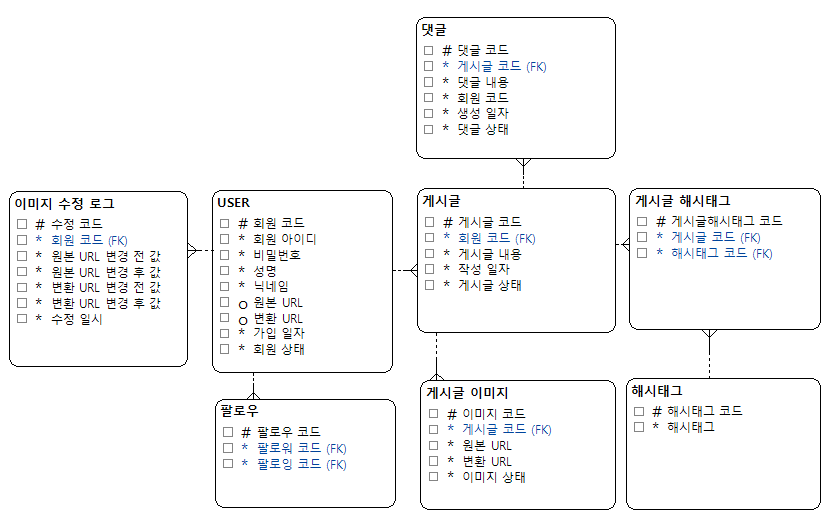 댓글
# 댓글 코드
* 게시글 코드 (FK)
* 댓글 내용
* 회원 코드
* 생성 일자
* 댓글 상태
이미지 수정 로그
# 수정 코드
* 회원 코드 (FK)
* 원본 URL 변경 전 값
* 원본 URL 변경 후 값
* 변환 URL 변경 전 값
* 변환 URL 변경 후 값
* 수정 일시
USER
# 회원 코드
* 회원 아이디
* 비밀번호
* 성명
* 닉네임
o 원본 URL
o 변환 URL
* 가입 일자
* 회원 상태
게시글
# 게시글 코드
* 회원 코드 (FK)
* 게시글 내용
* 작성 일자
* 게시글 상태
게시글 해시태그
# 게시글해시태그 코드
* 게시글 코드 (FK)
* 해시태그 코드 (FK)
팔로우
# 팔로우 코드
* 팔로워 코드 (FK)
* 팔로잉 코드 (FK)
게시글 이미지
# 이미지 코드
* 게시글 코드 (FK)
* 원본 URL
* 변환 URL
* 이미지 상태
해시태그
# 해시태그 코드
* 해시태그